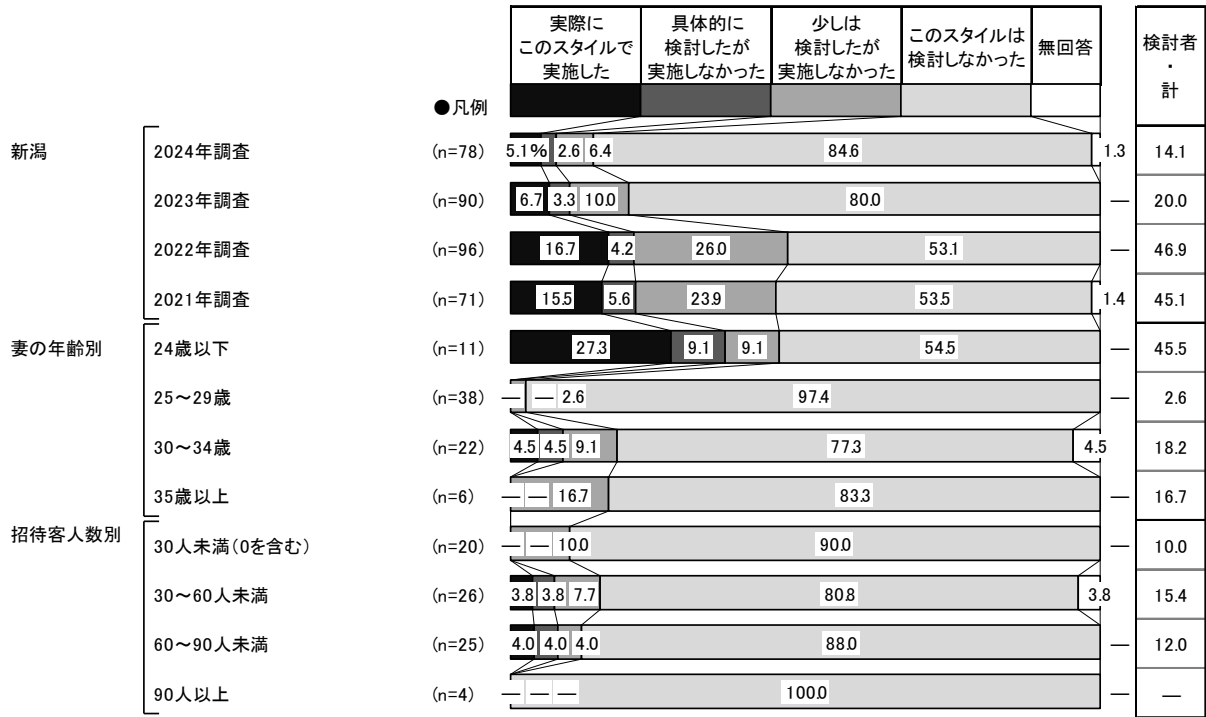 実際に
このスタイルで
実施した
具体的に
検討したが
実施しなかった
少しは
検討したが
実施しなかった
このスタイルは
検討しなかった
無回答
検討者
・
計
●凡例
新潟
2024年調査 (n=78) 5.1% 2.6 6.4 84.6 1.3 14.1
2023年調査 (n=90) 6.7 3.3 10.0 80.0 — 20.0
2022年調査 (n=96) 16.7 4.2 26.0 53.1 — 46.9
2021年調査 (n=71) 15.5 5.6 23.9 53.5 1.4 45.1
妻の年齢別
24歳以下 (n=11) 27.3 9.1 9.1 54.5 — 45.5
25～29歳 (n=38) — — 2.6 97.4 — 2.6
30～34歳 (n=22) 4.5 4.5 9.1 77.3 4.5 18.2
35歳以上 (n=6) — — 16.7 83.3 — 16.7
招待客人数別
30人未満(0を含む) (n=20) — — 10.0 90.0 — 10.0
30～60人未満 (n=26) 3.8 3.8 7.7 80.8 3.8 15.4
60～90人未満 (n=25) 4.0 4.0 4.0 88.0 — 12.0
90人以上 (n=4) — — — 100.0 — —